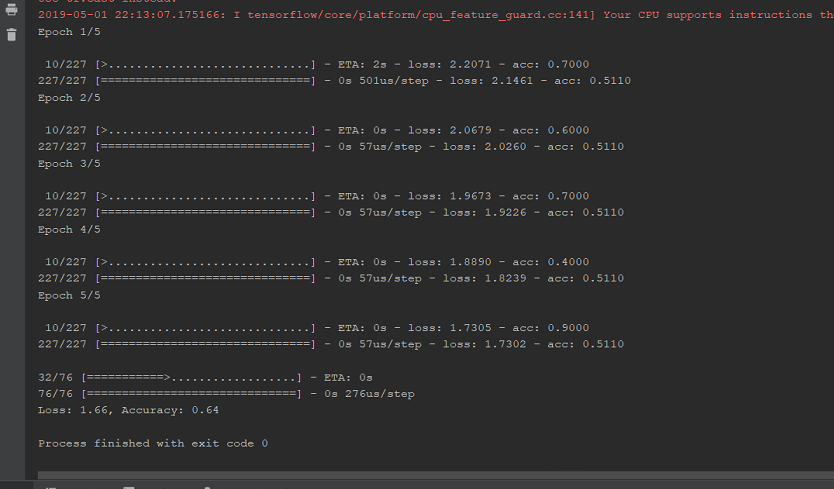 2019-05-01 22:13:07.175166: I tensorflow/core/platform/cpu_feature_guard.cc:141] Your CPU supports instructions th
Epoch 1/5
10/227 [>.............................] - ETA: 2s - loss: 2.2071 - acc: 0.7000
227/227 [==============================] - 0s 501us/step - loss: 2.1461 - acc: 0.5110
Epoch 2/5
10/227 [>.............................] - ETA: 0s - loss: 2.0679 - acc: 0.6000
227/227 [==============================] - 0s 57us/step - loss: 2.0260 - acc: 0.5110
Epoch 3/5
10/227 [>.............................] - ETA: 0s - loss: 1.9673 - acc: 0.7000
227/227 [==============================] - 0s 57us/step - loss: 1.9226 - acc: 0.5110
Epoch 4/5
10/227 [>.............................] - ETA: 0s - loss: 1.8890 - acc: 0.4000
227/227 [==============================] - 0s 57us/step - loss: 1.8239 - acc: 0.5110
Epoch 5/5
10/227 [>.............................] - ETA: 0s - loss: 1.7305 - acc: 0.9000
227/227 [==============================] - 0s 57us/step - loss: 1.7302 - acc: 0.5110
32/76 [===========>..................] - ETA: 0s
76/76 [==============================] - 0s 276us/step
Loss: 1.66, Accuracy: 0.64
Process finished with exit code 0